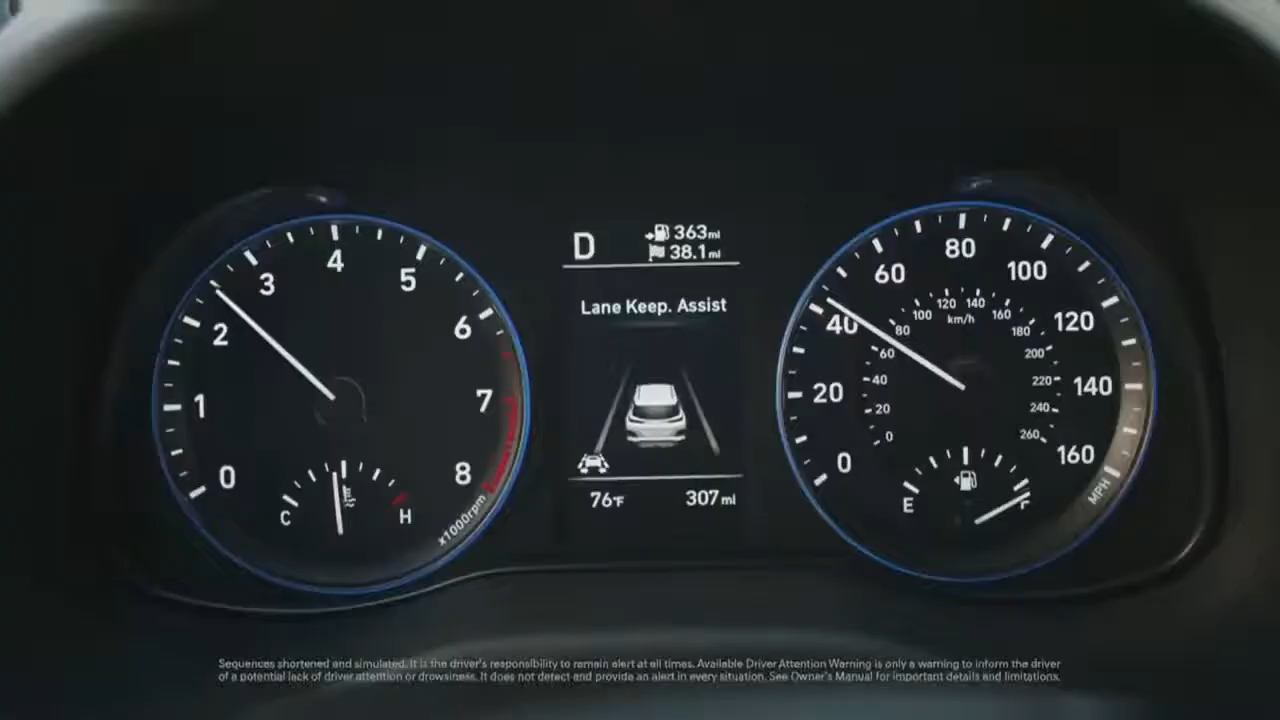 D
363mi
38.1mi
Lane Keep. Assist
76°F
307mi
0
1
2
3
4
5
6
7
8
x1000rpm
C
H
0
20
40
60
80
100
120
140
160
MPH
0
20
40
60
80
100
120
140
160
180
200
220
240
260
km/h
E
F
Sequences shortened and simulated. It is the driver's responsibility to remain alert at all times. Available Driver Attention Warning is only a warning to inform the driver
of a potential lack of driver attention or drowsiness. It does not detect and provide an alert in every situation. See Owner's Manual for important details and limitations.